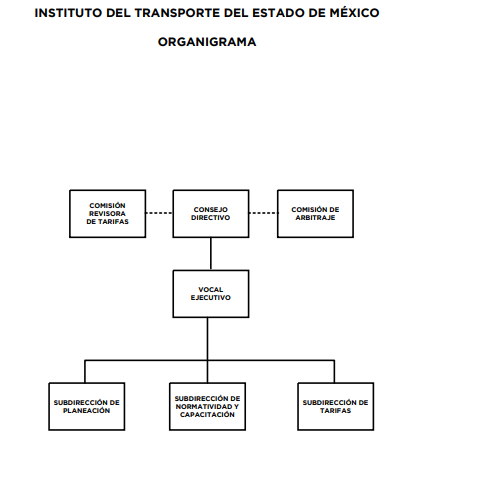 INSTITUTO DEL TRANSPORTE DEL ESTADO DE MÉXICO
ORGANIGRAMA
COMISIÓN
REVISORA
DE TARIFAS
CONSEJO
DIRECTIVO
COMISIÓN DE
ARBITRAJE
VOCAL
EJECUTIVO
SUBDIRECCIÓN DE
PLANEACIÓN
SUBDIRECCIÓN DE
NORMATIVIDAD Y
CAPACITACIÓN
SUBDIRECCIÓN DE
TARIFAS